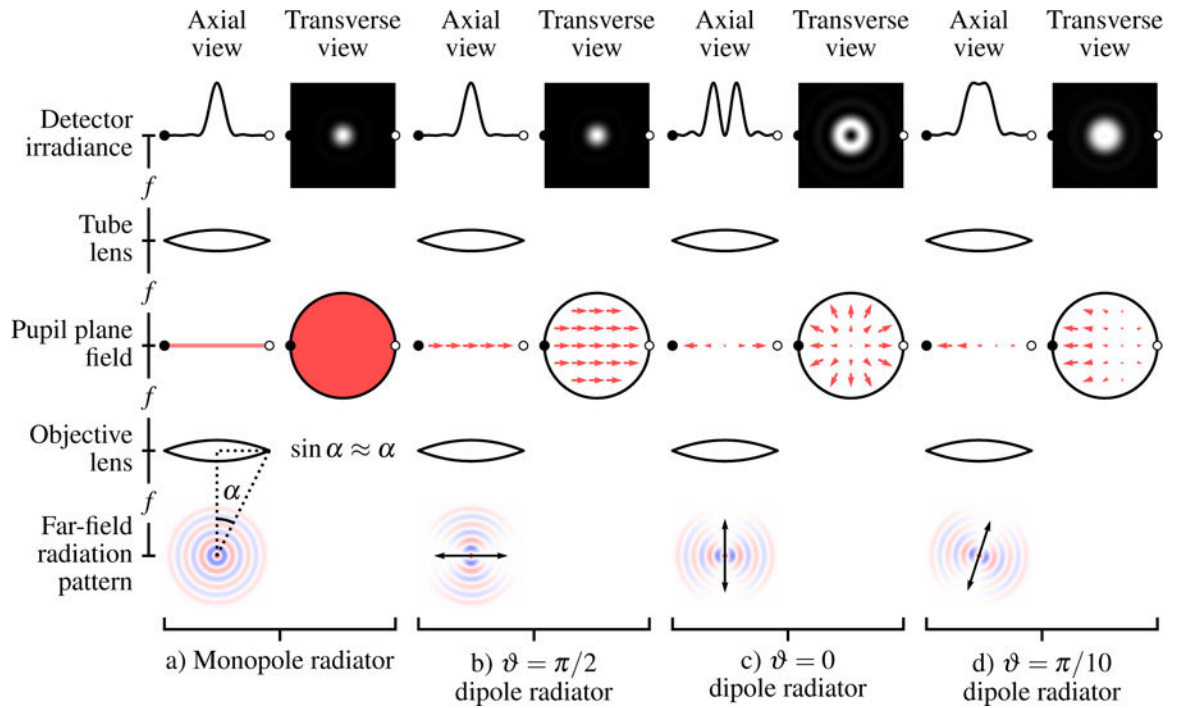 Axial view
Transverse view
Axial view
Transverse view
Axial view
Transverse view
Axial view
Transverse view
Detector irradiance
f
Tube lens
f
Pupil plane field
f
Objective lens
sin α ≈ α
α
f
Far-field radiation pattern
a) Monopole radiator
b) ϑ = π/2 dipole radiator
c) ϑ = 0 dipole radiator
d) ϑ = π/10 dipole radiator